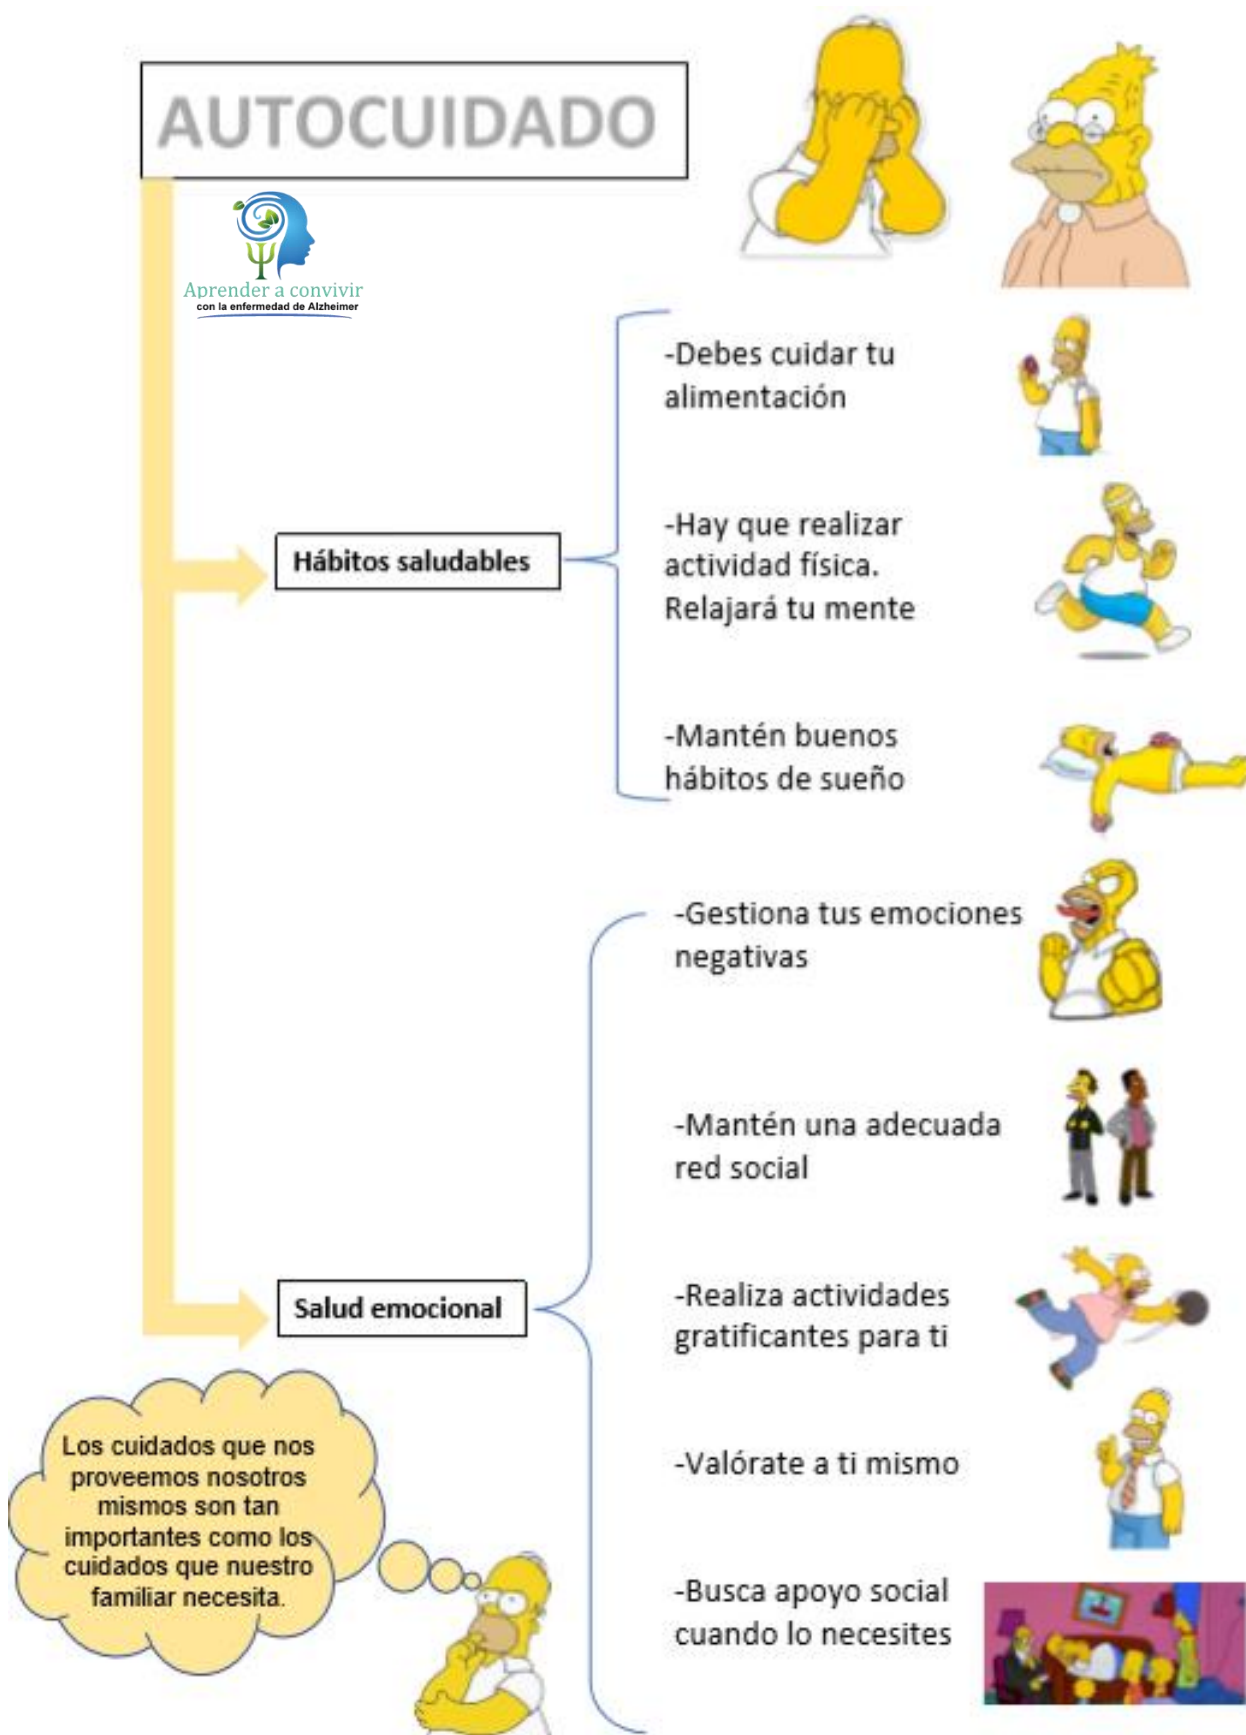 AUTOCUIDADO
Aprender a convivir
con la enfermedad de Alzheimer
-Debes cuidar tu
alimentación
Hábitos saludables
-Hay que realizar
actividad física.
Relajará tu mente
-Mantén buenos
hábitos de sueño
-Gestiona tus emociones
negativas
-Mantén una adecuada
red social
Salud emocional
-Realiza actividades
gratificantes para ti
-Valórate a ti mismo
-Busca apoyo social
cuando lo necesites
Los cuidados que nos
proveemos nosotros
mismos son tan
importantes como los
cuidados que nuestro
familiar necesita.